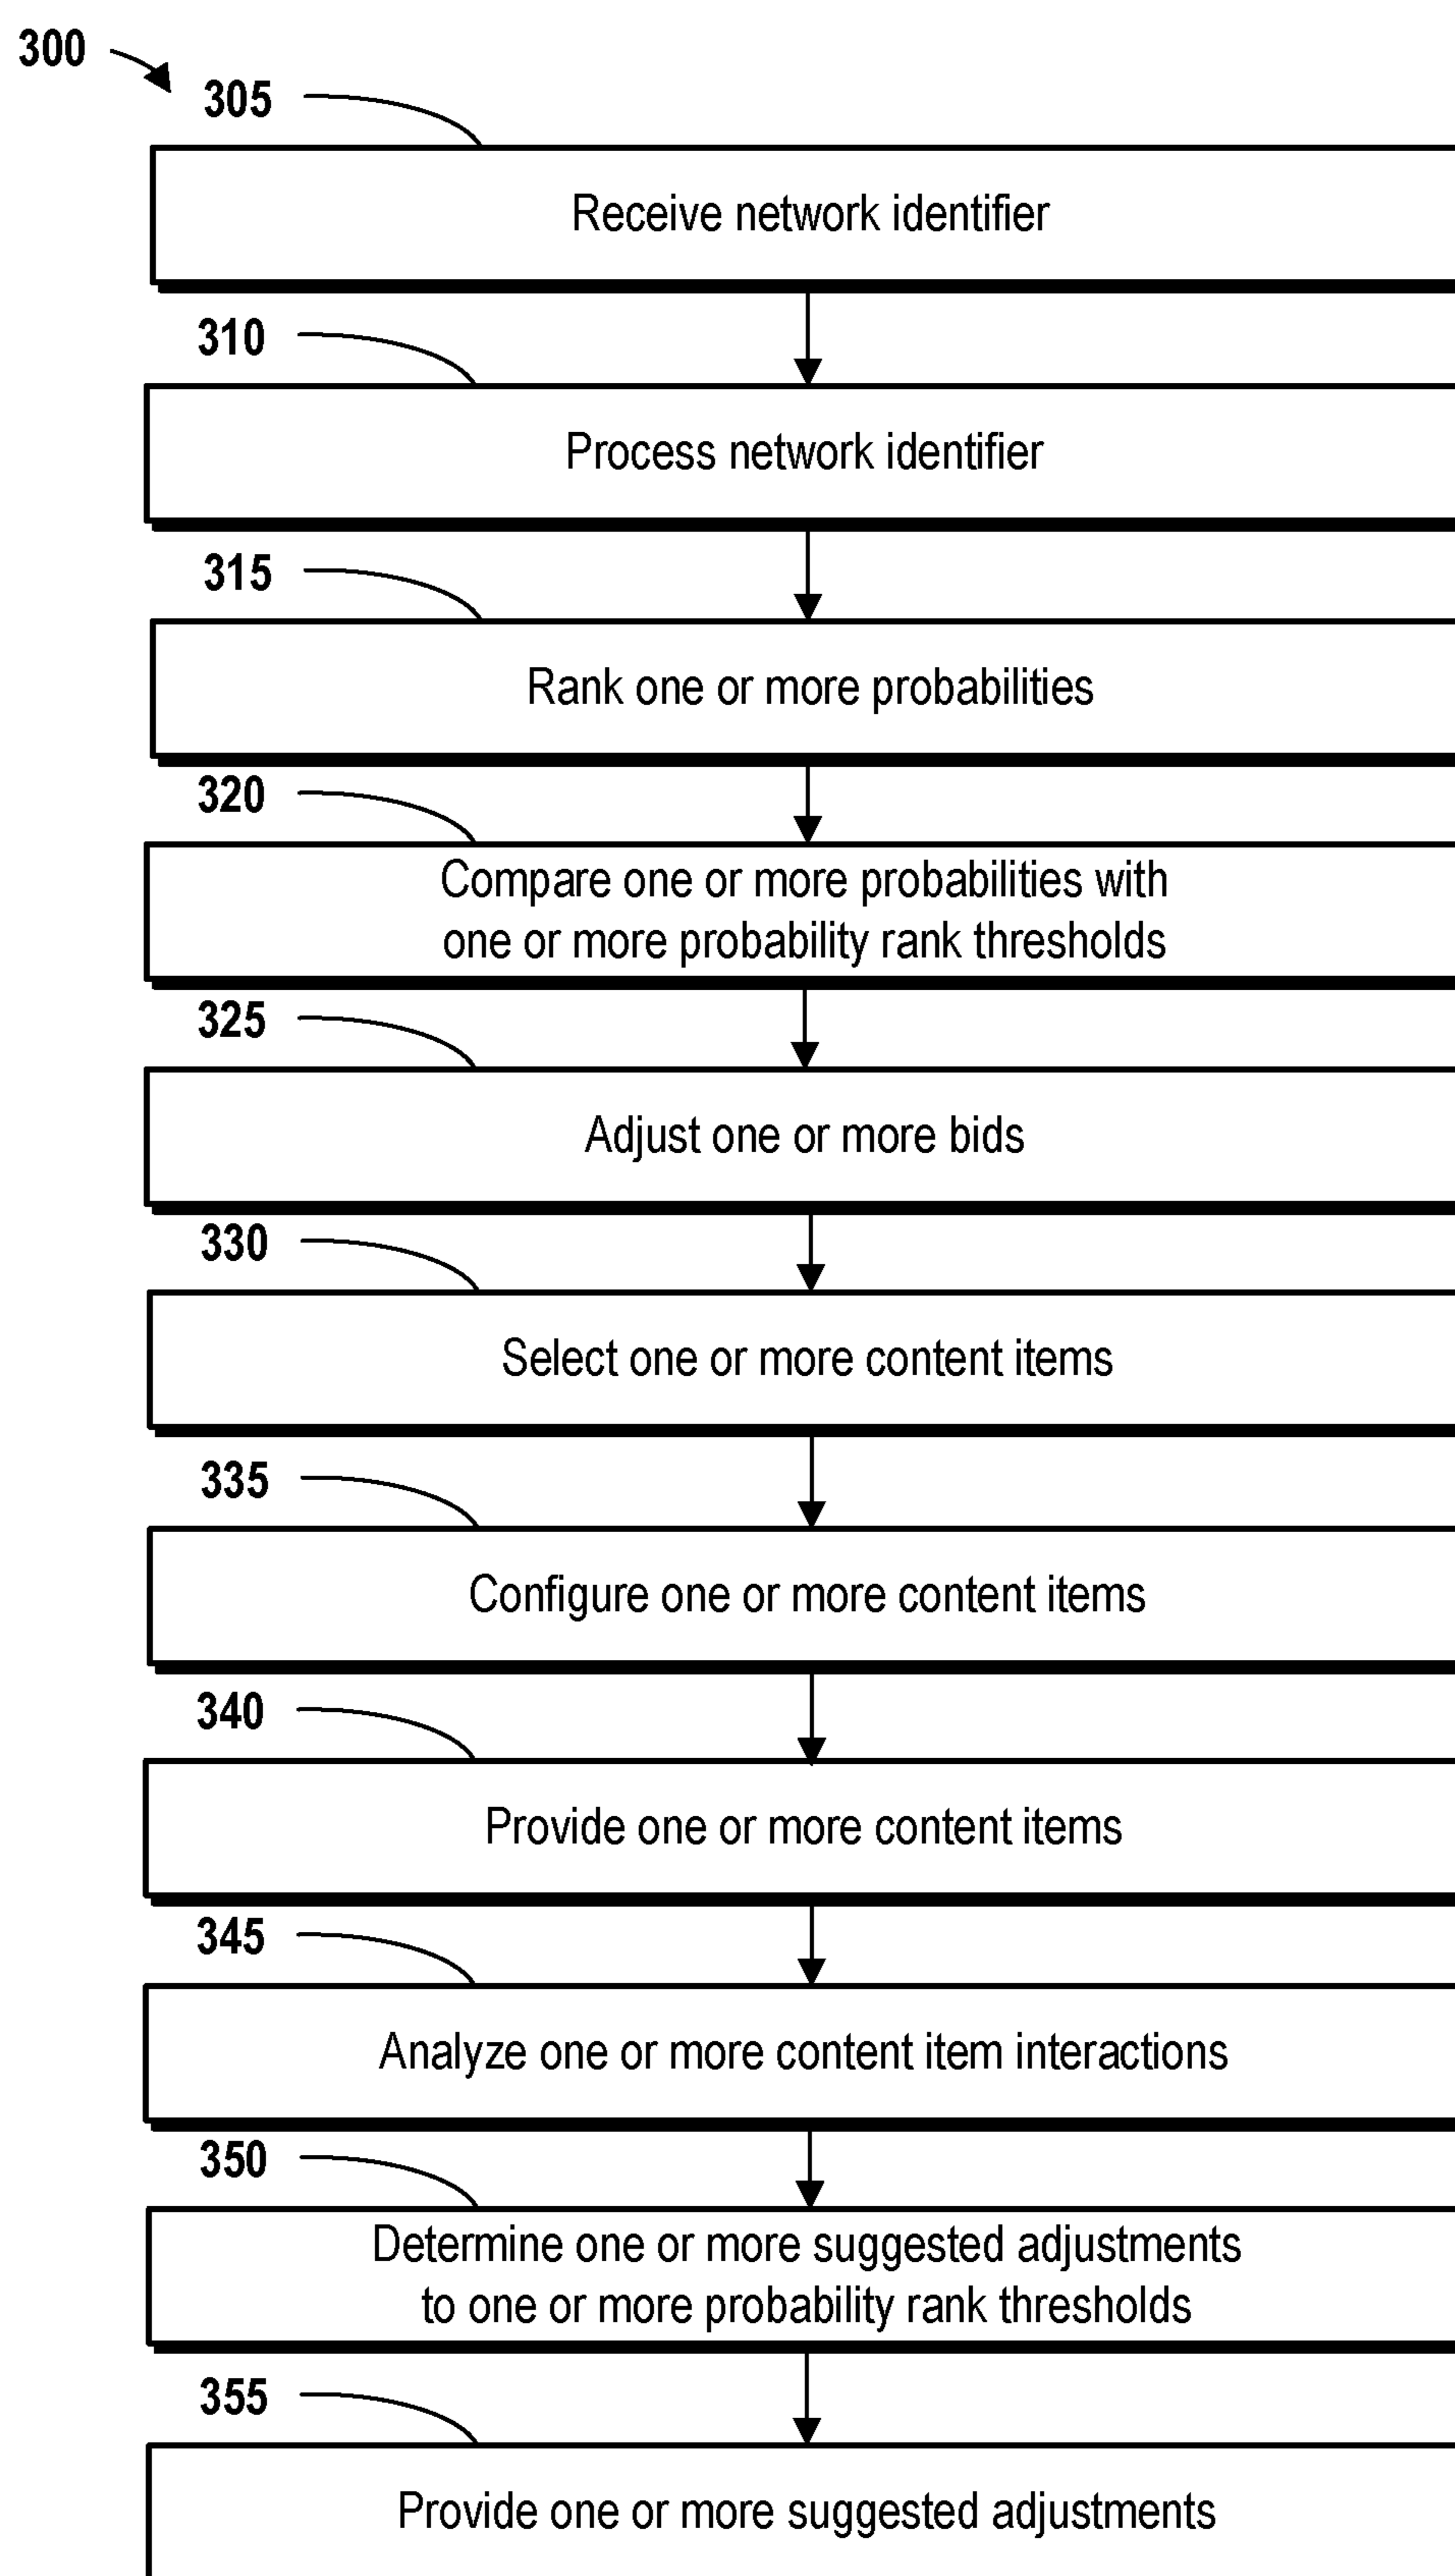 300
305
Receive network identifier
310
Process network identifier
315
Rank one or more probabilities
320
Compare one or more probabilities with
one or more probability rank thresholds
325
Adjust one or more bids
330
Select one or more content items
335
Configure one or more content items
340
Provide one or more content items
345
Analyze one or more content item interactions
350
Determine one or more suggested adjustments
to one or more probability rank thresholds
355
Provide one or more suggested adjustments